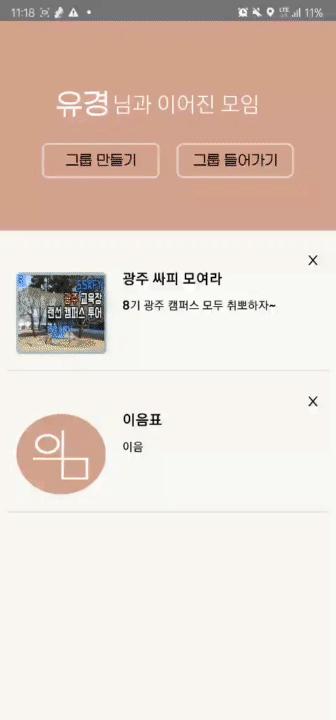 11:18
LTE
11%
유경 님과 이어진 모임
그룹 만들기
그룹 들어가기
X
광주 싸피 모여라
8기 광주 캠퍼스 모두 취뽀하자~
SSAFY
광주 교육장
랜선 캠퍼스 투어
X
이음표
이음